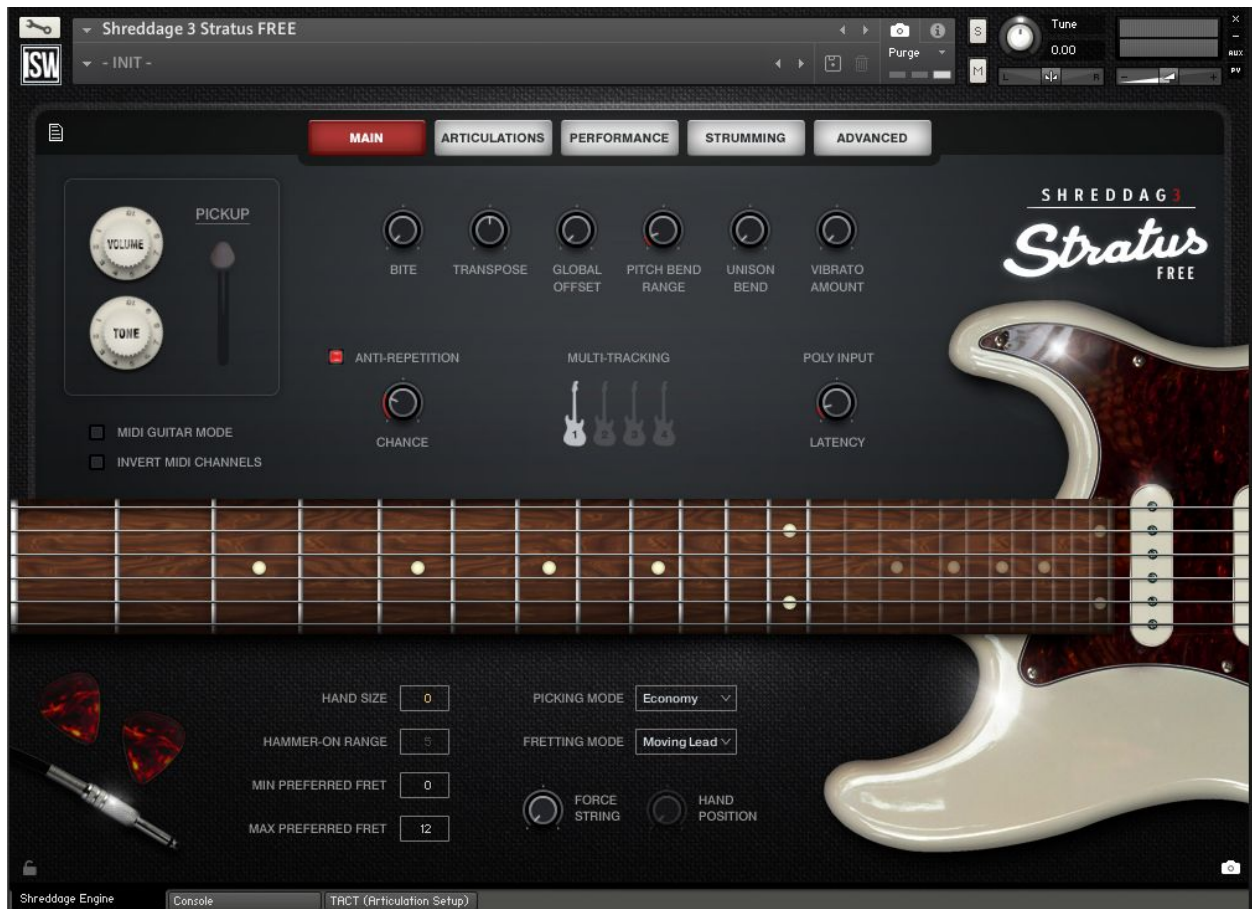 Shreddage 3 Stratus FREE
- INIT -
Purge
S
M
Tune
0.00
L
R
×
-
AUX
PV
ISW
MAIN
ARTICULATIONS
PERFORMANCE
STRUMMING
ADVANCED
VOLUME
TONE
PICKUP
BITE
TRANSPOSE
GLOBAL
OFFSET
PITCH BEND
RANGE
UNISON
BEND
VIBRATO
AMOUNT
SHREDDAG3
Stratus
FREE
ANTI-REPETITION
CHANCE
MULTI-TRACKING
1
2
3
4
POLY INPUT
LATENCY
MIDI GUITAR MODE
INVERT MIDI CHANNELS
HAND SIZE
0
HAMMER-ON RANGE
5
MIN PREFERRED FRET
0
MAX PREFERRED FRET
12
PICKING MODE
Economy
FRETTING MODE
Moving Lead
FORCE
STRING
HAND
POSITION
Shreddage Engine
Console
TACT (Articulation Setup)